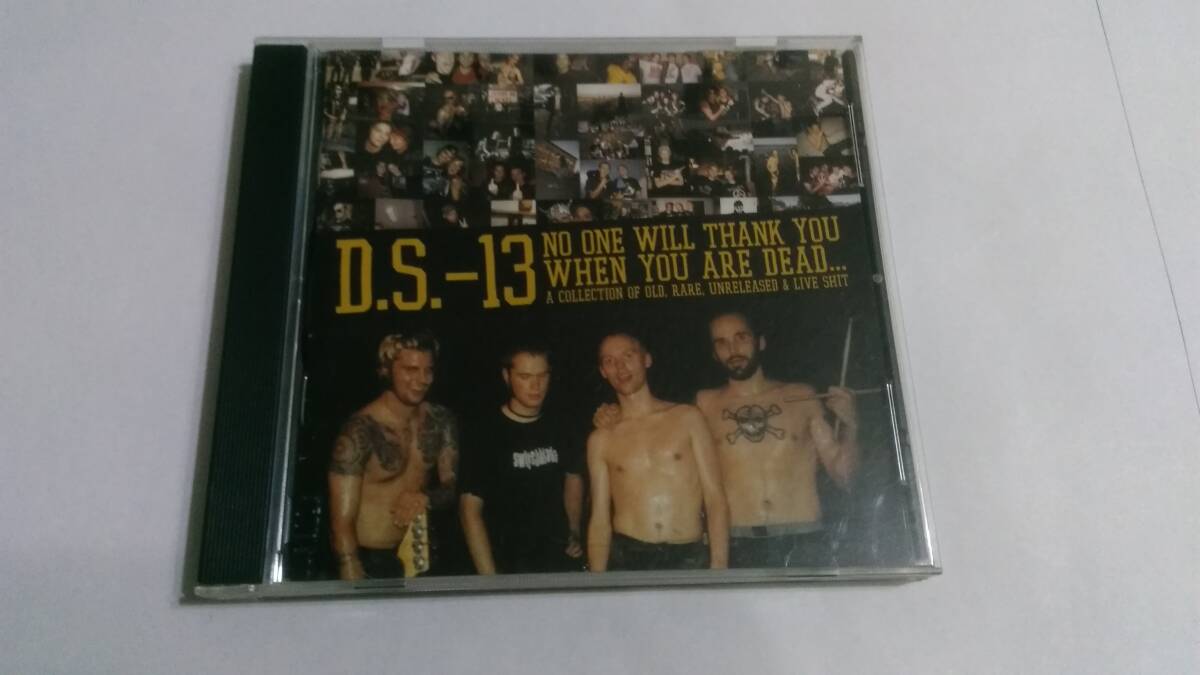 D.S.-13
NO ONE WILL THANK YOU
WHEN YOU ARE DEAD...
A COLLECTION OF OLD, RARE, UNRELEASED & LIVE SHIT